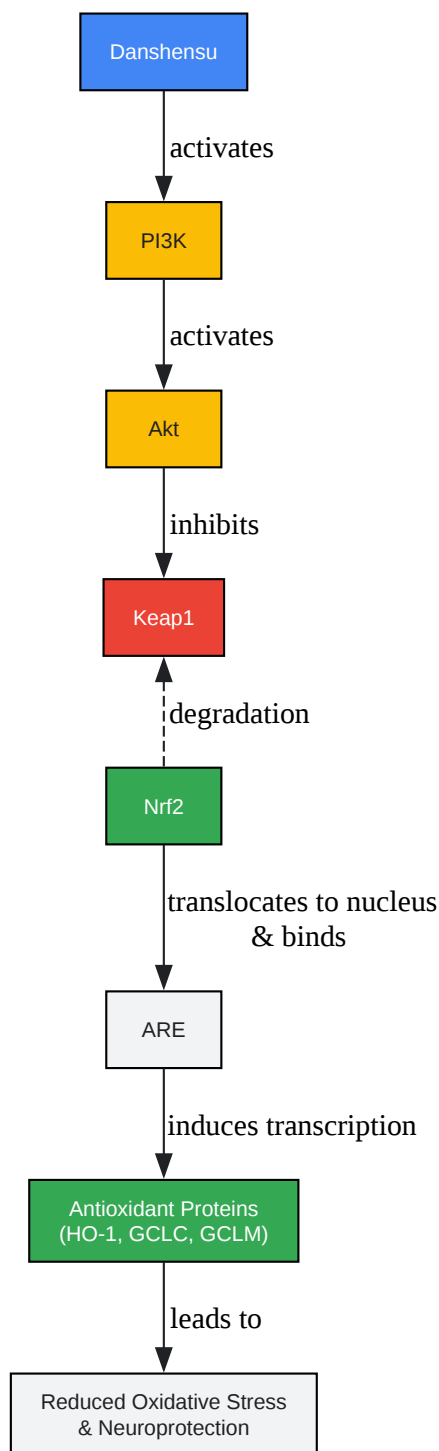 Danshensu
activates
PI3K
activates
Akt
inhibits
Keap1
degradation
Nrf2
translocates to nucleus
& binds
ARE
induces transcription
Antioxidant Proteins
(HO-1, GCLC, GCLM)
leads to
Reduced Oxidative Stress
& Neuroprotection